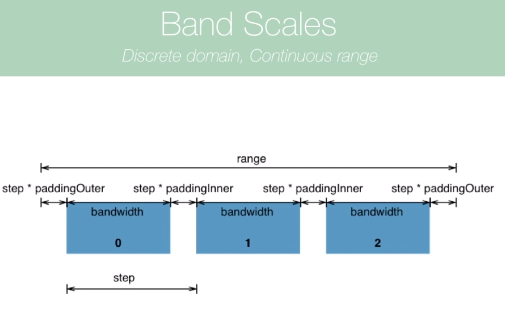 Band Scales
Discrete domain, Continuous range
range
step * paddingOuter step * paddingInner step * paddingInner step * paddingOuter
bandwidth bandwidth bandwidth
0 1 2
step